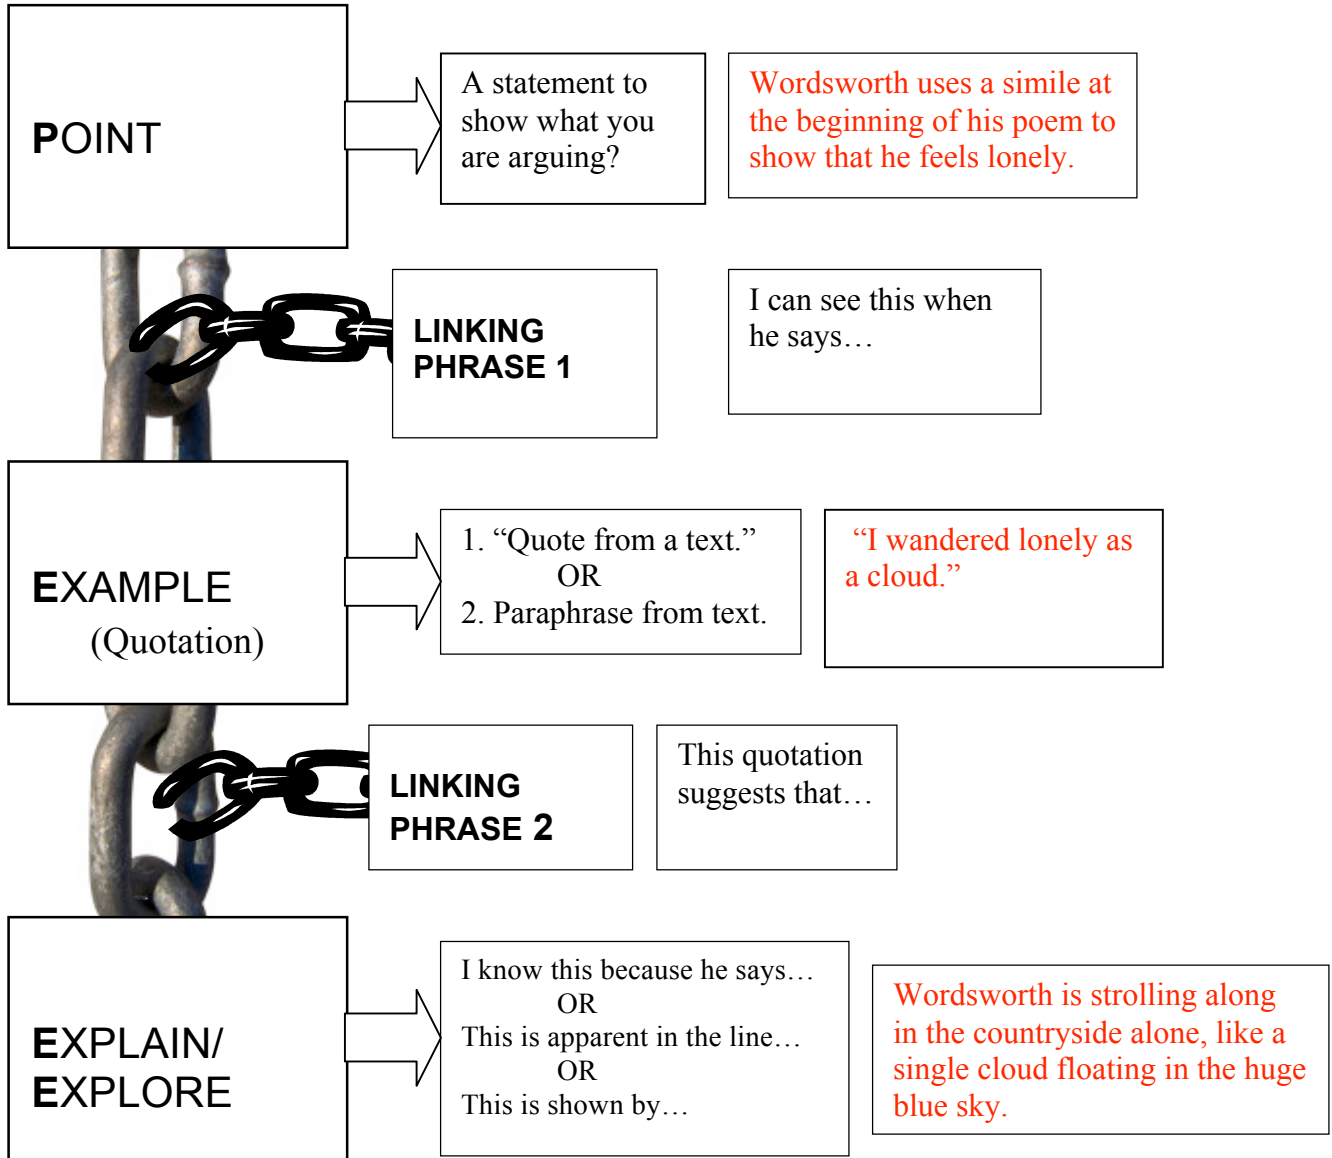 POINT
A statement to
show what you
are arguing?
Wordsworth uses a simile at
the beginning of his poem to
show that he feels lonely.
LINKING
PHRASE 1
I can see this when
he says…
EXAMPLE
(Quotation)
1. “Quote from a text.”
OR
2. Paraphrase from text.
“I wandered lonely as
a cloud.”
LINKING
PHRASE 2
This quotation
suggests that…
EXPLAIN/
EXPLORE
I know this because he says…
OR
This is apparent in the line…
OR
This is shown by…
Wordsworth is strolling along
in the countryside alone, like a
single cloud floating in the huge
blue sky.